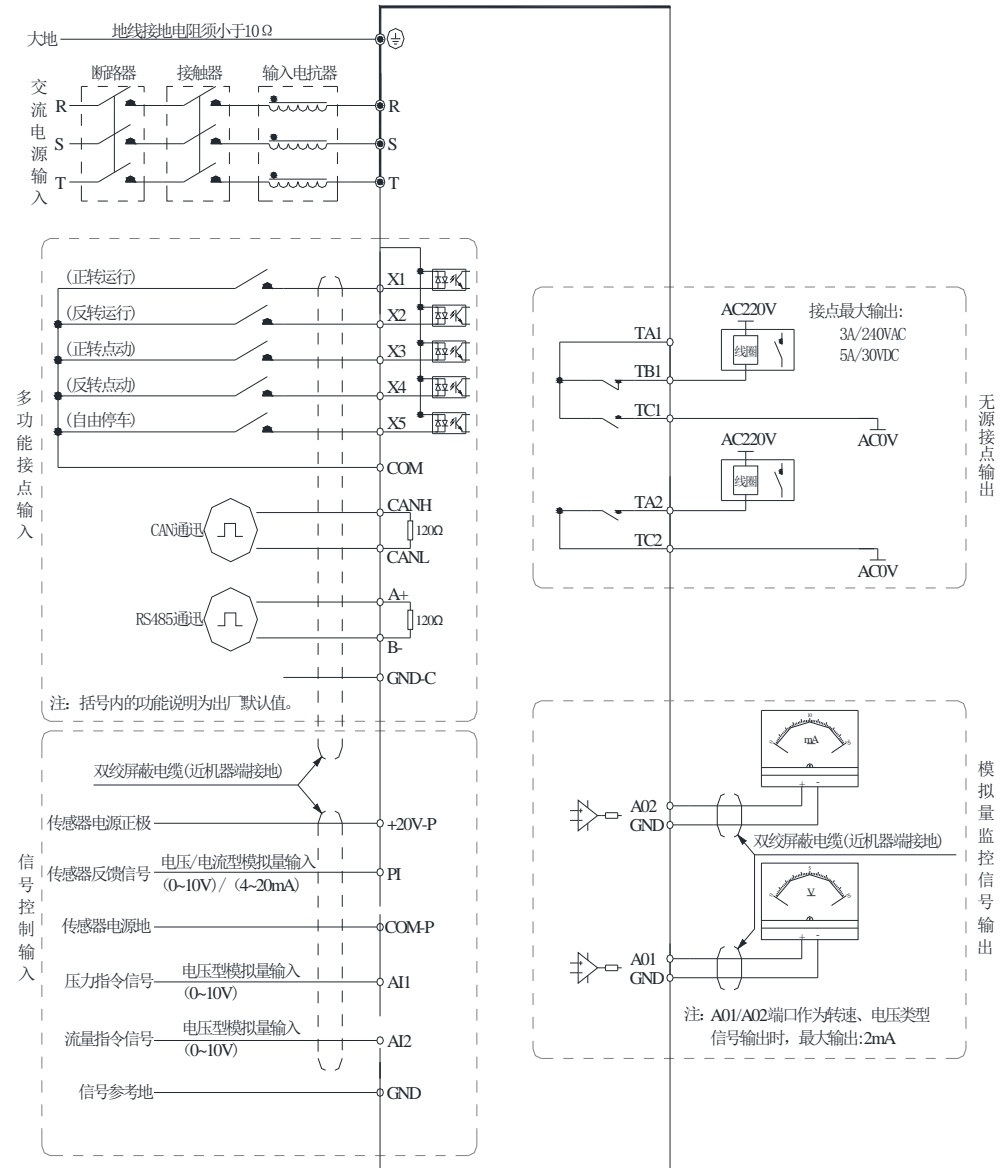 大地
地线接地电阻须小于10Ω
断路器
接触器
输入电抗器
交流电源输入
R
R
S
S
T
T
多功能接点输入
(正转运行)
X1
(反转运行)
X2
(正转点动)
X3
(反转点动)
X4
(自由停车)
X5
COM
CAN通迅
CANH
120Ω
CANL
RS485通迅
A+
120Ω
B-
GND-C
注：括号内的功能说明为出厂默认值。
信号控制输入
双绞屏蔽电缆(近机器端接地)
传感器电源正极
+20V-P
传感器反馈信号
电压/电流型模拟量输入
(0~10V)/（4~20mA)
PI
传感器电源地
COM-P
压力指令信号
电压型模拟量输入
(0~10V)
AI1
流量指令信号
电压型模拟量输入
(0~10V)
AI2
信号参考地
GND
无源接点输出
AC220V
接点最大输出:
3A/240VAC
5A/30VDC
TA1
线圈
TB1
TC1
AC0V
AC220V
线圈
TA2
TC2
AC0V
模拟量监控信号输出
0
10
20
mA
+ -
A02
GND
双绞屏蔽电缆(近机器端接地)
0
5
10
V
+ -
A01
GND
注：A01/A02端口作为转速、电压类型
信号输出时，最大输出:2mA